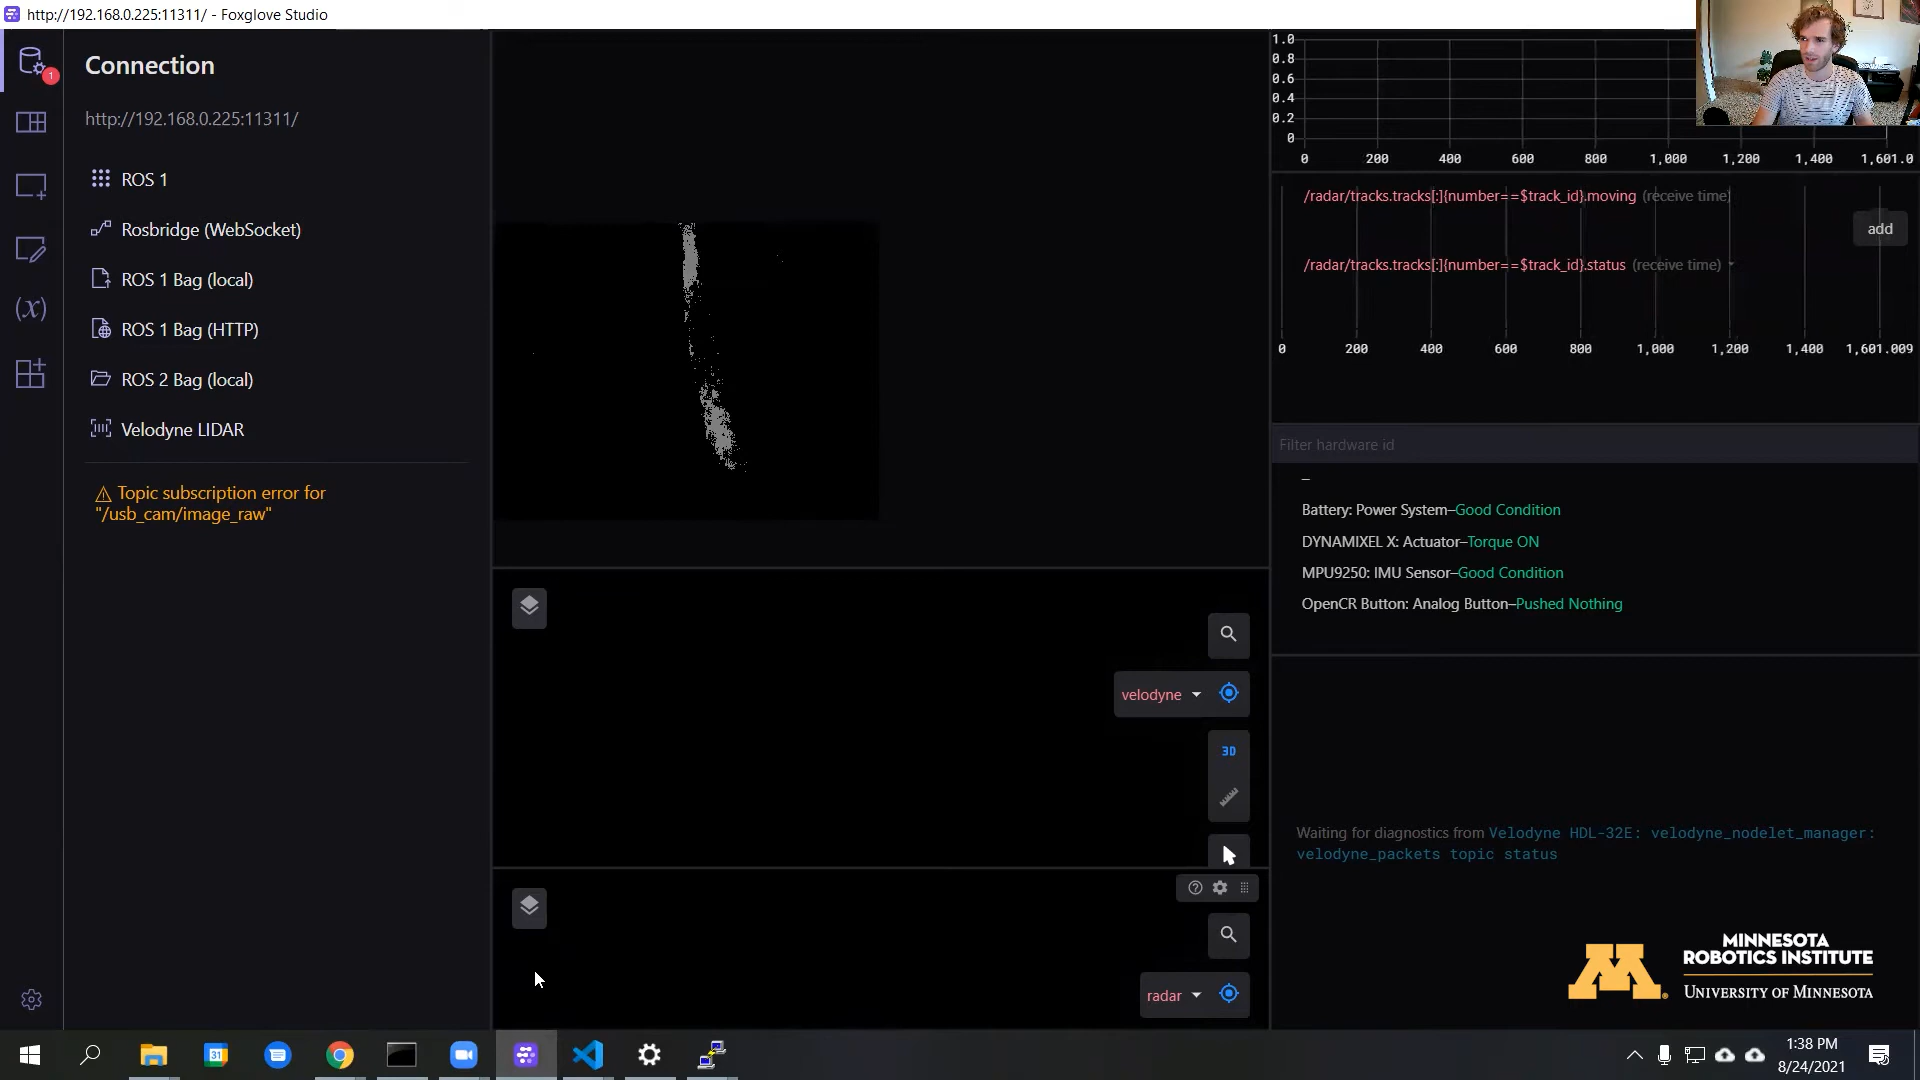 http://192.168.0.225:11311/ - Foxglove Studio
1
Connection
http://192.168.0.225:11311/
ROS 1
Rosbridge (WebSocket)
ROS 1 Bag (local)
ROS 1 Bag (HTTP)
ROS 2 Bag (local)
Velodyne LIDAR
⚠ Topic subscription error for
"/usb_cam/image_raw"
(x)
velodyne
3D
radar
1.0
0.8
0.6
0.4
0.2
0
0 200 400 600 800 1,000 1,200 1,400 1,601.0
/radar/tracks.tracks[:]{number==$track_id}.moving (receive time)
add
/radar/tracks.tracks[:]{number==$track_id}.status (receive time)
0 200 400 600 800 1,000 1,200 1,400 1,601.009
Filter hardware id
–
Battery: Power System–Good Condition
DYNAMIXEL X: Actuator–Torque ON
MPU9250: IMU Sensor–Good Condition
OpenCR Button: Analog Button–Pushed Nothing
Waiting for diagnostics from Velodyne HDL-32E: velodyne_nodelet_manager:
velodyne_packets topic status
M
MINNESOTA
ROBOTICS INSTITUTE
UNIVERSITY OF MINNESOTA
31
1:38 PM
8/24/2021